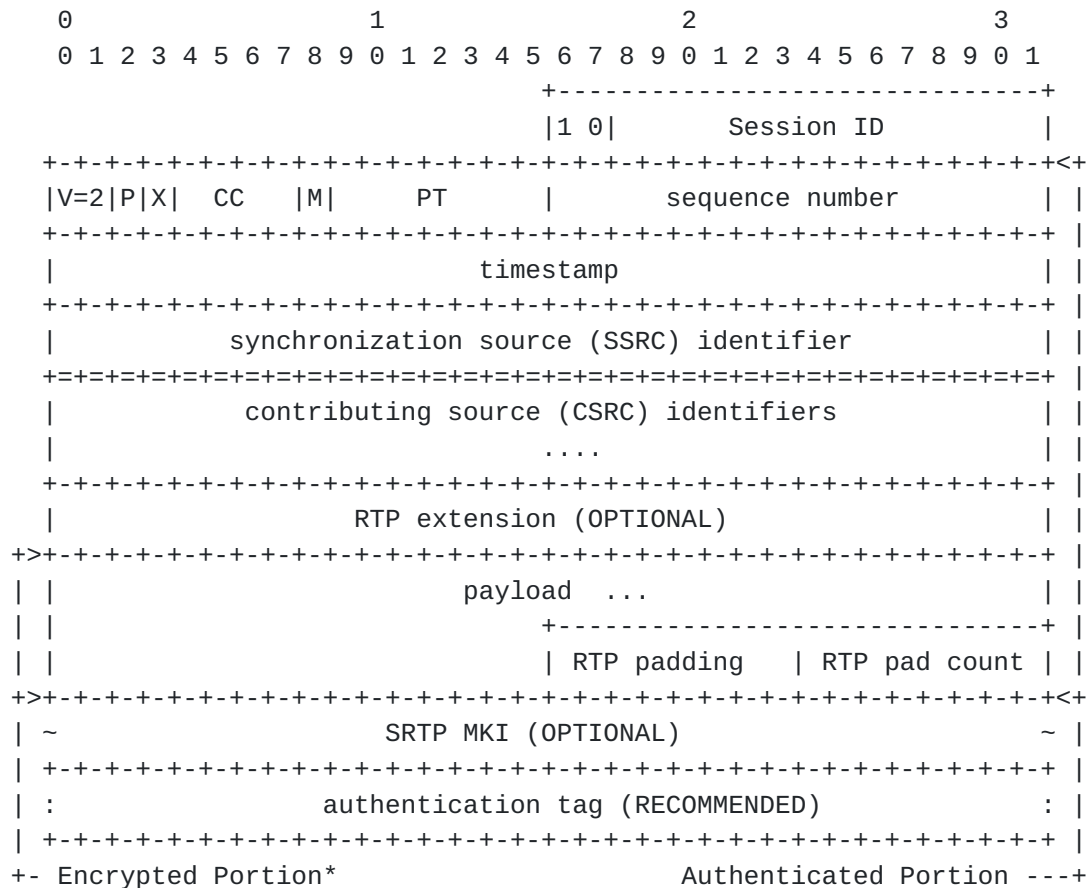 0                   1                   2                   3
    0 1 2 3 4 5 6 7 8 9 0 1 2 3 4 5 6 7 8 9 0 1 2 3 4 5 6 7 8 9 0 1
                                   +-------------------------------+
                                   |1 0|       Session ID          |
   +-+-+-+-+-+-+-+-+-+-+-+-+-+-+-+-+-+-+-+-+-+-+-+-+-+-+-+-+-+-+-+-+<+
   |V=2|P|X|  CC   |M|     PT      |       sequence number         | |
   +-+-+-+-+-+-+-+-+-+-+-+-+-+-+-+-+-+-+-+-+-+-+-+-+-+-+-+-+-+-+-+-+ |
   |                           timestamp                           | |
   +-+-+-+-+-+-+-+-+-+-+-+-+-+-+-+-+-+-+-+-+-+-+-+-+-+-+-+-+-+-+-+-+ |
   |           synchronization source (SSRC) identifier            | |
   +=+=+=+=+=+=+=+=+=+=+=+=+=+=+=+=+=+=+=+=+=+=+=+=+=+=+=+=+=+=+=+=+ |
   |            contributing source (CSRC) identifiers             | |
   |                               ....                            | |
   +-+-+-+-+-+-+-+-+-+-+-+-+-+-+-+-+-+-+-+-+-+-+-+-+-+-+-+-+-+-+-+-+ |
   |                   RTP extension (OPTIONAL)                    | |
 +>+-+-+-+-+-+-+-+-+-+-+-+-+-+-+-+-+-+-+-+-+-+-+-+-+-+-+-+-+-+-+-+-+ |
 | |                          payload  ...                         | |
 | |                               +-------------------------------+ |
 | |                               | RTP padding   | RTP pad count | |
 +>+-+-+-+-+-+-+-+-+-+-+-+-+-+-+-+-+-+-+-+-+-+-+-+-+-+-+-+-+-+-+-+-+<+
 | ~                     SRTP MKI (OPTIONAL)                       ~ |
 | +-+-+-+-+-+-+-+-+-+-+-+-+-+-+-+-+-+-+-+-+-+-+-+-+-+-+-+-+-+-+-+-+ |
 | :                 authentication tag (RECOMMENDED)              : |
 | +-+-+-+-+-+-+-+-+-+-+-+-+-+-+-+-+-+-+-+-+-+-+-+-+-+-+-+-+-+-+-+-+ |
 +- Encrypted Portion*                      Authenticated Portion ---+